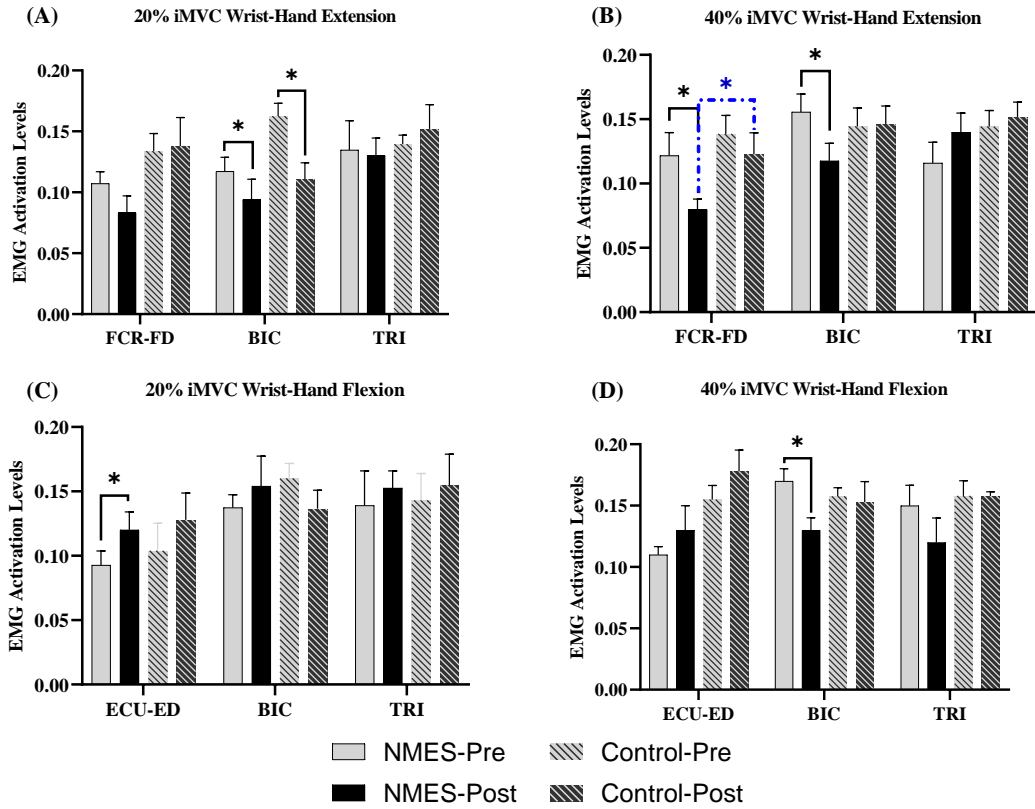 (A) 20% iMVC Wrist-Hand Extension
EMG Activation Levels
0.20
0.15
0.10
0.05
0.00
*
*
FCR-FD BIC TRI
(B) 40% iMVC Wrist-Hand Extension
EMG Activation Levels
0.20
0.15
0.10
0.05
0.00
*
*
*
FCR-FD BIC TRI
(C) 20% iMVC Wrist-Hand Flexion
EMG Activation Levels
0.20
0.15
0.10
0.05
0.00
*
ECU-ED BIC TRI
(D) 40% iMVC Wrist-Hand Flexion
EMG Activation Levels
0.20
0.15
0.10
0.05
0.00
*
ECU-ED BIC TRI
NMES-Pre Control-Pre
NMES-Post Control-Post